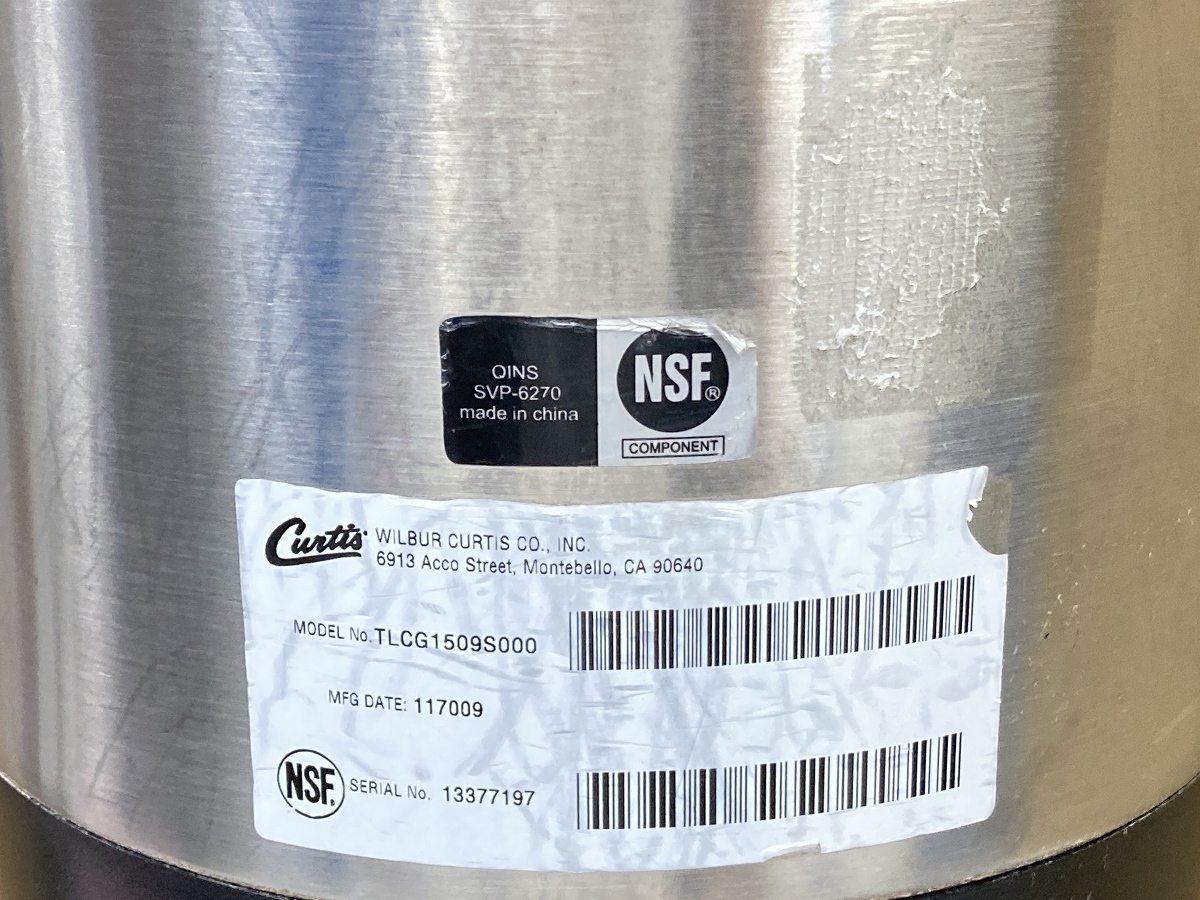 QINS
SVP-6270
made in china
NSF®
COMPONENT
Curtis WILBUR CURTIS CO., INC.
6913 Acco Street, Montebello, CA 90640
MODEL No. TLCG1509S000
MFG DATE: 117009
NSF® SERIAL No. 13377197